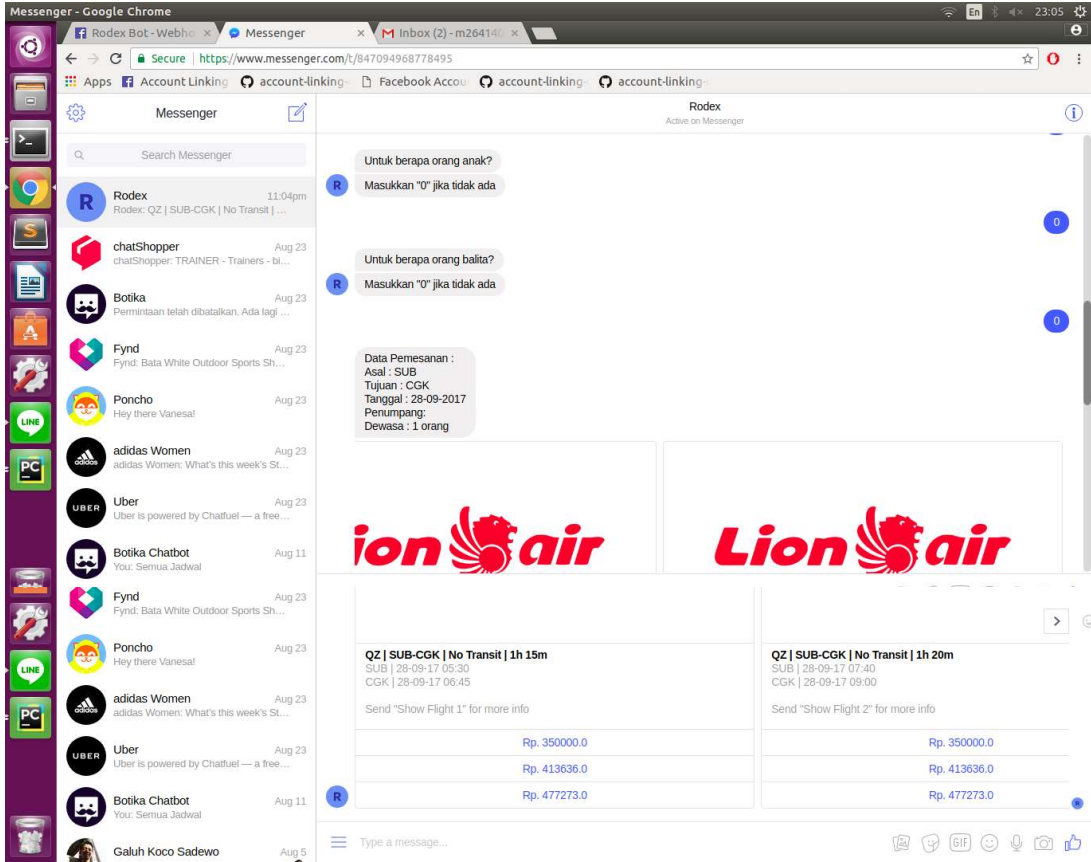 Messenger - Google Chrome
En
23:05
Rodex Bot - Webho
Messenger
Inbox (2) - m264140
Secure | https://www.messenger.com/t/847094968778495
Apps
Account Linking
account-linking-
Facebook Accou
account-linking-
account-linking-
Messenger
Search Messenger
R
Rodex
11:04pm
Rodex: QZ | SUB-CGK | No Transit | ...
chatShopper
Aug 23
chatShopper: TRAINER - Trainers - bi...
Botika
Aug 23
Permintaan telah dibatalkan. Ada lagi ...
Fynd
Aug 23
Fynd: Bata White Outdoor Sports Sh...
Poncho
Aug 23
Hey there Vanesa!
adidas
adidas Women
Aug 23
adidas Women: What's this week's St...
UBER
Uber
Aug 23
Uber is powered by Chatfuel — a free...
Botika Chatbot
Aug 11
You: Semua Jadwal
Fynd
Aug 23
Fynd: Bata White Outdoor Sports Sh...
Poncho
Aug 23
Hey there Vanesa!
adidas
adidas Women
Aug 23
adidas Women: What's this week's St...
UBER
Uber
Aug 23
Uber is powered by Chatfuel — a free...
Botika Chatbot
Aug 11
You: Semua Jadwal
Galuh Koco Sadewo
Aug 5
LINE
PC
LINE
PC
Rodex
Active on Messenger
Untuk berapa orang anak?
R
Masukkan "0" jika tidak ada
0
Untuk berapa orang balita?
R
Masukkan "0" jika tidak ada
0
Data Pemesanan :
Asal : SUB
Tujuan : CGK
Tanggal : 28-09-2017
Penumpang:
Dewasa : 1 orang
ion air
Lion air
QZ | SUB-CGK | No Transit | 1h 15m
SUB | 28-09-17 05:30
CGK | 28-09-17 06:45
Send "Show Flight 1" for more info
Rp. 350000.0
Rp. 413636.0
Rp. 477273.0
QZ | SUB-CGK | No Transit | 1h 20m
SUB | 28-09-17 07:40
CGK | 28-09-17 09:00
Send "Show Flight 2" for more info
Rp. 350000.0
Rp. 413636.0
Rp. 477273.0
R
R
Type a message...
GIF